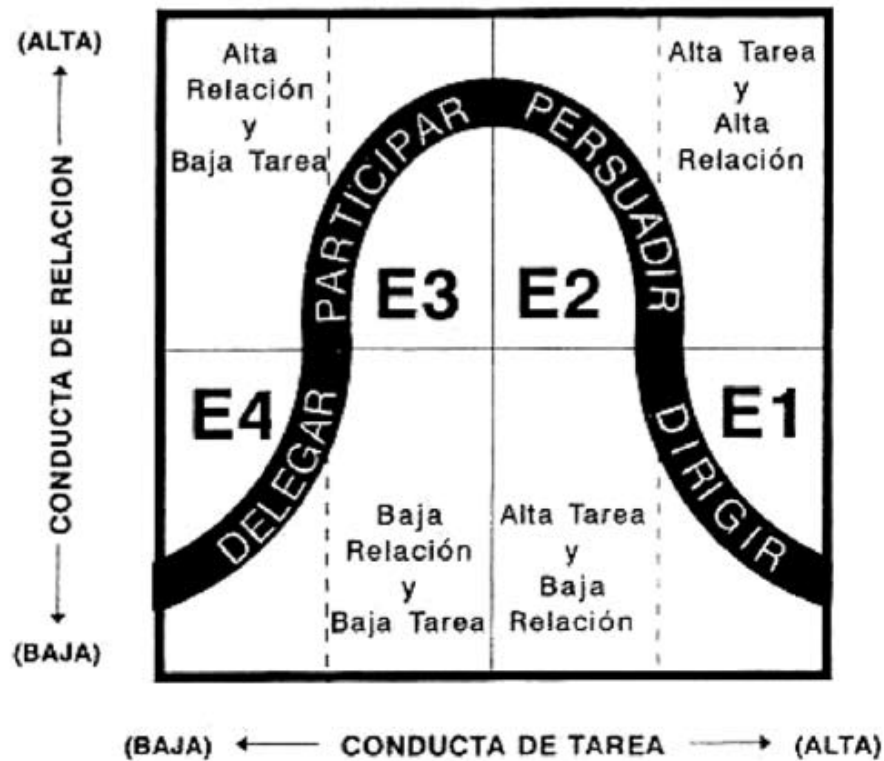 (ALTA)
CONDUCTA DE RELACION
(BAJA)
Alta
Relación
y
Baja Tarea
Alta Tarea
y
Alta
Relación
PARTICIPAR
PERSUADIR
E3
E2
E4
E1
DELEGAR
DIRIGIR
Baja
Relación
y
Baja Tarea
Alta Tarea
y
Baja
Relación
(BAJA) CONDUCTA DE TAREA (ALTA)